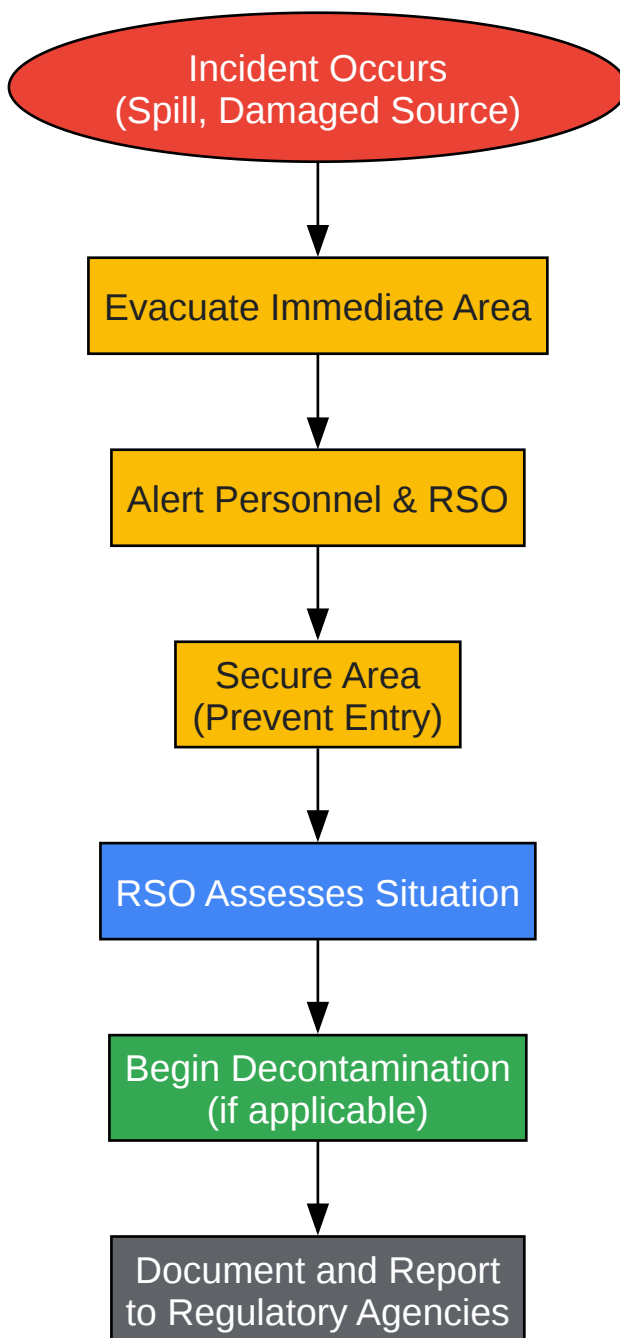 Incident Occurs
(Spill, Damaged Source)
Evacuate Immediate Area
Alert Personnel & RSO
Secure Area
(Prevent Entry)
RSO Assesses Situation
Begin Decontamination
(if applicable)
Document and Report
to Regulatory Agencies